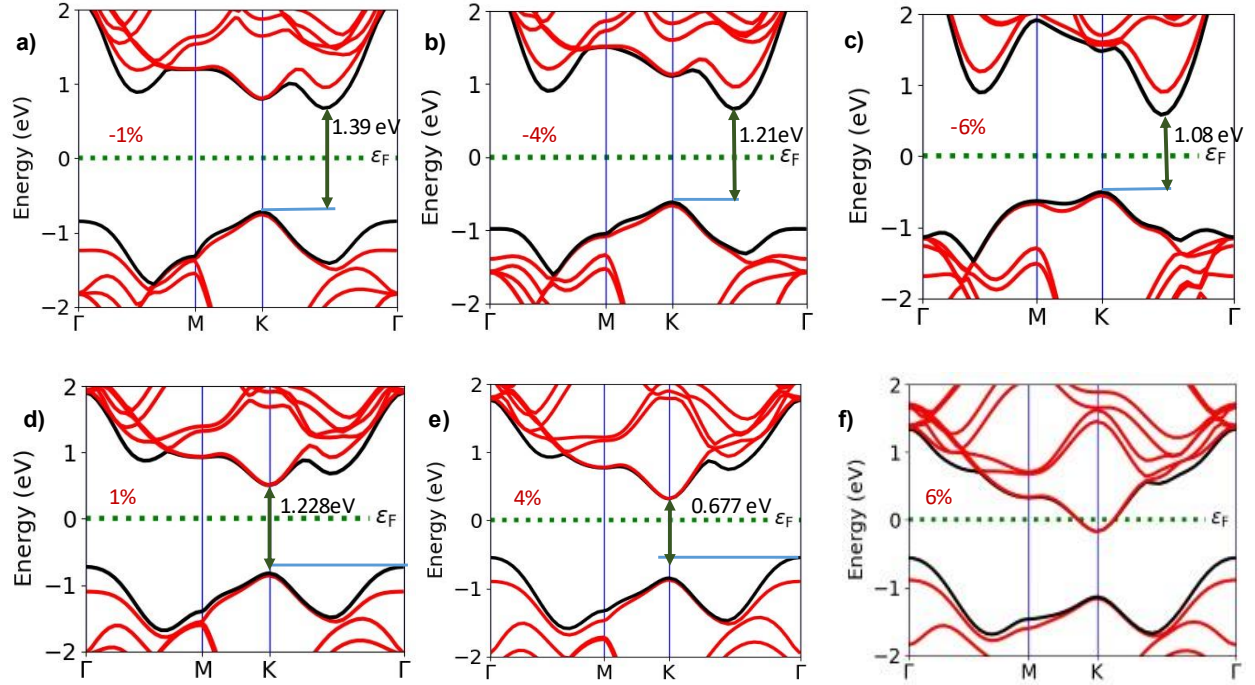 a)
2
1
0
−1
−2
Energy (eV)
-1%
1.39 eV
εF
Γ M K Γ
b)
2
1
0
−1
−2
Energy (eV)
-4%
1.21eV
εF
Γ M K Γ
c)
2
1
0
−1
−2
Energy (eV)
-6%
1.08 eV
εF
Γ M K Γ
d)
2
1
0
−1
−2
Energy (eV)
1%
1.228eV
εF
Γ M K Γ
e)
2
1
0
−1
−2
Energy (eV)
4%
0.677 eV
εF
Γ M K Γ
f)
2
1
0
−1
−2
Energy (eV)
6%
εF
Γ M K Γ